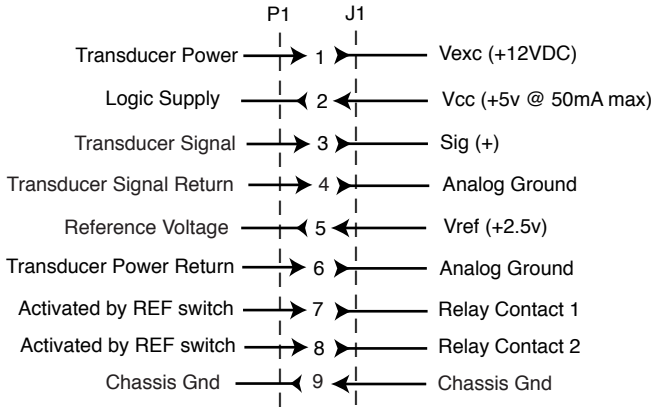 P1 J1
Transducer Power 1 Vexc (+12VDC)
Logic Supply 2 Vcc (+5v @ 50mA max)
Transducer Signal 3 Sig (+)
Transducer Signal Return 4 Analog Ground
Reference Voltage 5 Vref (+2.5v)
Transducer Power Return 6 Analog Ground
Activated by REF switch 7 Relay Contact 1
Activated by REF switch 8 Relay Contact 2
Chassis Gnd 9 Chassis Gnd